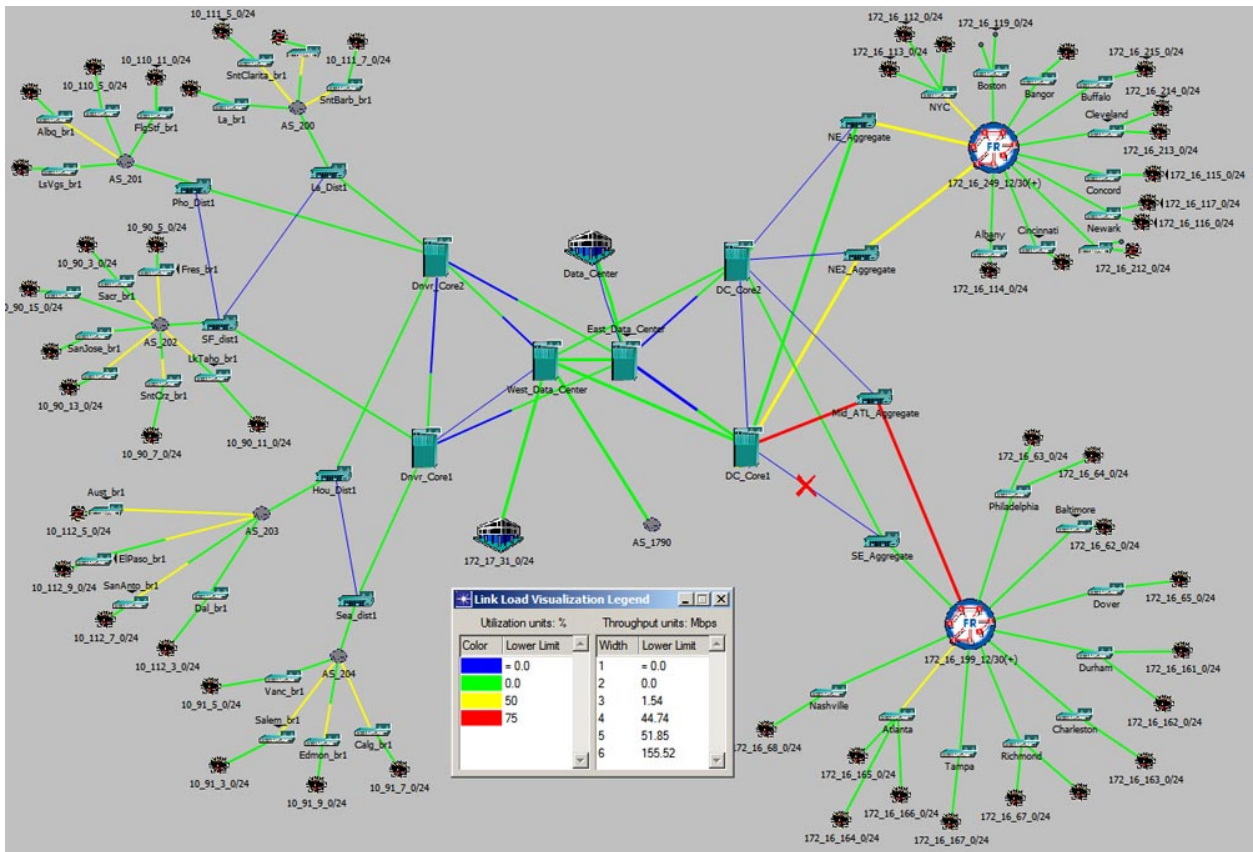 10_111_5_0/24
172_16_112_0/24
172_16_119_0/24
10_110_11_0/24
10_111_7_0/24
172_16_113_0/24
172_16_215_0/24
10_110_5_0/24
SntClarita_br1
Boston
Bangor
172_16_214_0/24
SntBarb_br1
NYC
Buffalo
La_br1
AS_200
Cleveland
Albq_br1
FlgStf_br1
NE_Aggregate
FR
172_16_213_0/24
LsVgs_br1
AS_201
La_Dist1
172_16_249_12/30(+)
Concord
172_16_115_0/24
Pho_Dist1
172_16_117_0/24
Newark
172_16_116_0/24
10_90_5_0/24
Albany
Cincinnati
10_90_3_0/24
Fres_br1
Data_Center
NE2_Aggregate
172_16_212_0/24
Sacr_br1
Dnvr_Core2
DC_Core2
172_16_114_0/24
0_90_15_0/24
East_Data_Center
AS_202
SF_dist1
SanJose_br1
LkTaho_br1
West_Data_Center
10_90_13_0/24
SntCrz_br1
Mid_ATL_Aggregate
10_90_11_0/24
10_90_7_0/24
Dnvr_Core1
DC_Core1
172_16_63_0/24
172_16_64_0/24
Hou_Dist1
Aust_br1
Philadelphia
Baltimore
10_112_5_0/24
AS_203
AS_1790
SE_Aggregate
172_16_62_0/24
ElPaso_br1
172_17_31_0/24
10_112_9_0/24
SanAnto_br1
Dal_br1
Sea_dist1
Dover
172_16_65_0/24
10_112_7_0/24
FR
10_112_3_0/24
AS_204
172_16_199_12/30(+)
Durham
172_16_161_0/24
Vanc_br1
10_91_5_0/24
Nashville
172_16_162_0/24
Salem_br1
Calg_br1
Atlanta
Charleston
Edmon_br1
172_16_68_0/24
Tampa
Richmond
10_91_3_0/24
10_91_9_0/24
10_91_7_0/24
172_16_165_0/24
172_16_163_0/24
172_16_166_0/24
172_16_67_0/24
172_16_164_0/24
172_16_167_0/24
Link Load Visualization Legend
Utilization units: % Throughput units: Mbps
Color Lower Limit Width Lower Limit
= 0.0 1 = 0.0
0.0 2 0.0
50 3 1.54
75 4 44.74
5 51.85
6 155.52